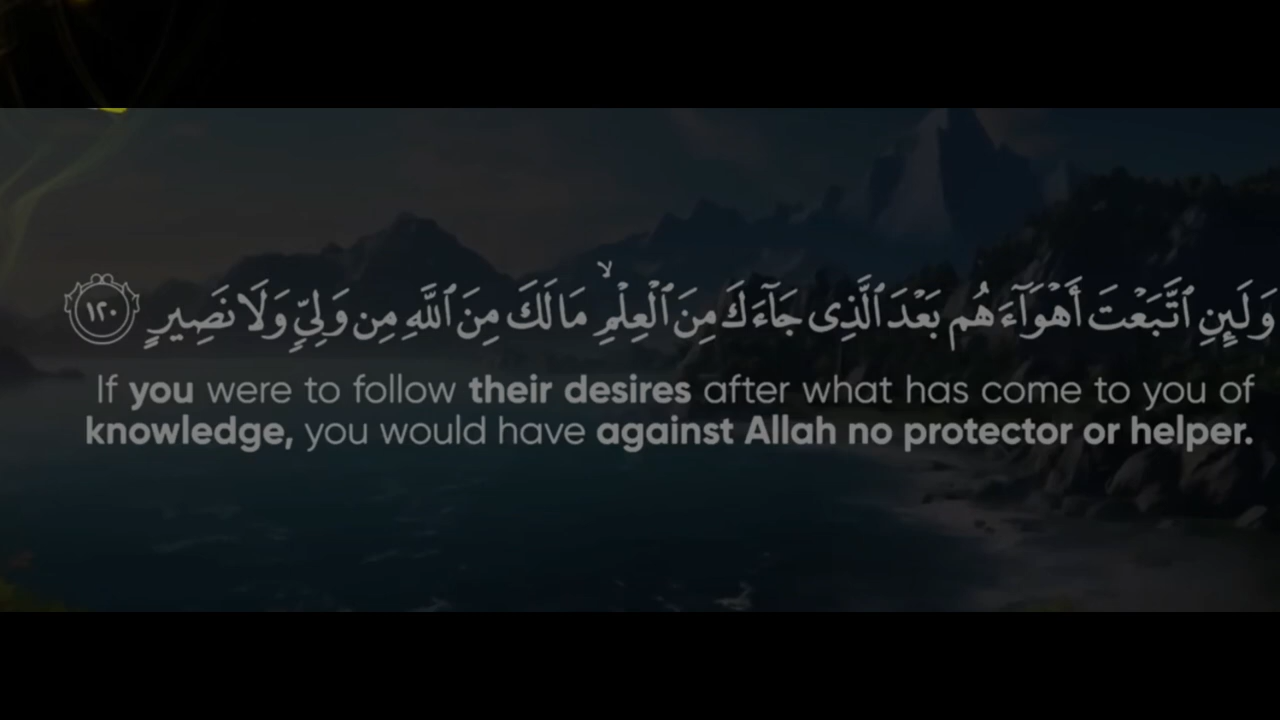 وَلَئِنِ ٱتَّبَعْتَ أَهْوَآءَهُم بَعْدَ ٱلَّذِى جَآءَكَ مِنَ ٱلْعِلْمِ ۙ مَا لَكَ مِنَ ٱللَّهِ مِن وَلِىٍّ وَلَا نَصِيرٍ ١٢٠
If you were to follow their desires after what has come to you of
knowledge, you would have against Allah no protector or helper.